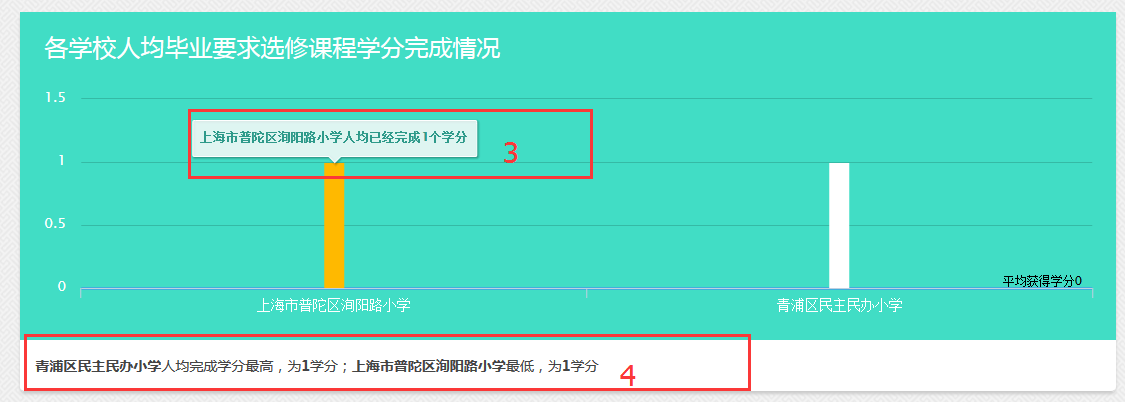 各学校人均毕业要求选修课程学分完成情况
1.5
上海市普陀区洵阳路小学人均已经完成1个学分
3
1
0.5
0
平均获得学分0
上海市普陀区洵阳路小学
青浦区民主民办小学
青浦区民主民办小学人均完成学分最高，为1学分；上海市普陀区洵阳路小学最低，为1学分
4